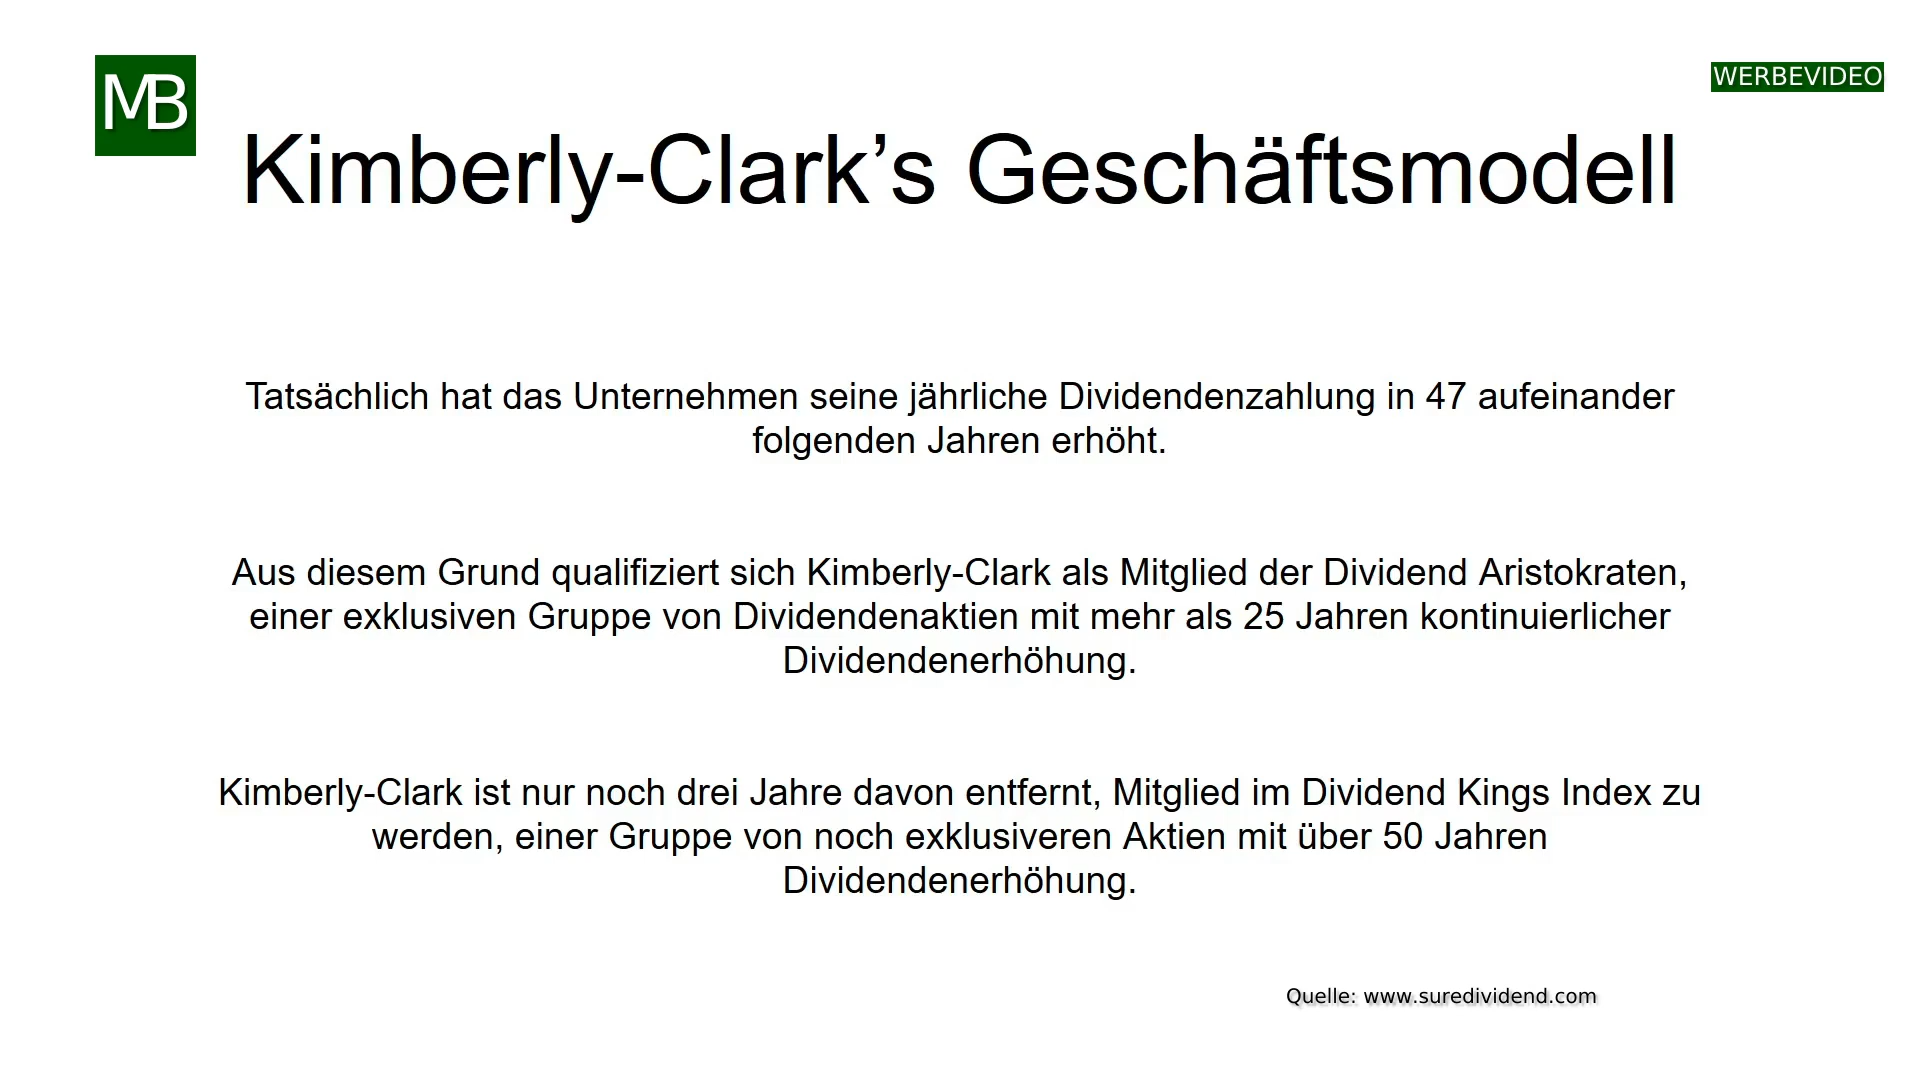 MB
WERBEVIDEO
Kimberly-Clark’s Geschäftsmodell
Tatsächlich hat das Unternehmen seine jährliche Dividendenzahlung in 47 aufeinander
folgenden Jahren erhöht.
Aus diesem Grund qualifiziert sich Kimberly-Clark als Mitglied der Dividend Aristokraten,
einer exklusiven Gruppe von Dividendenaktien mit mehr als 25 Jahren kontinuierlicher
Dividendenerhöhung.
Kimberly-Clark ist nur noch drei Jahre davon entfernt, Mitglied im Dividend Kings Index zu
werden, einer Gruppe von noch exklusiveren Aktien mit über 50 Jahren
Dividendenerhöhung.
Quelle: www.suredividend.com